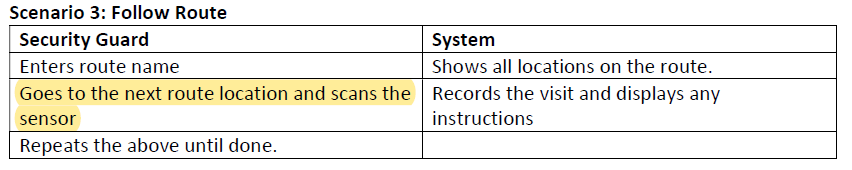 Scenario 3: Follow Route
Security Guard System
Enters route name Shows all locations on the route.
Goes to the next route location and scans the Records the visit and displays any
sensor instructions
Repeats the above until done.